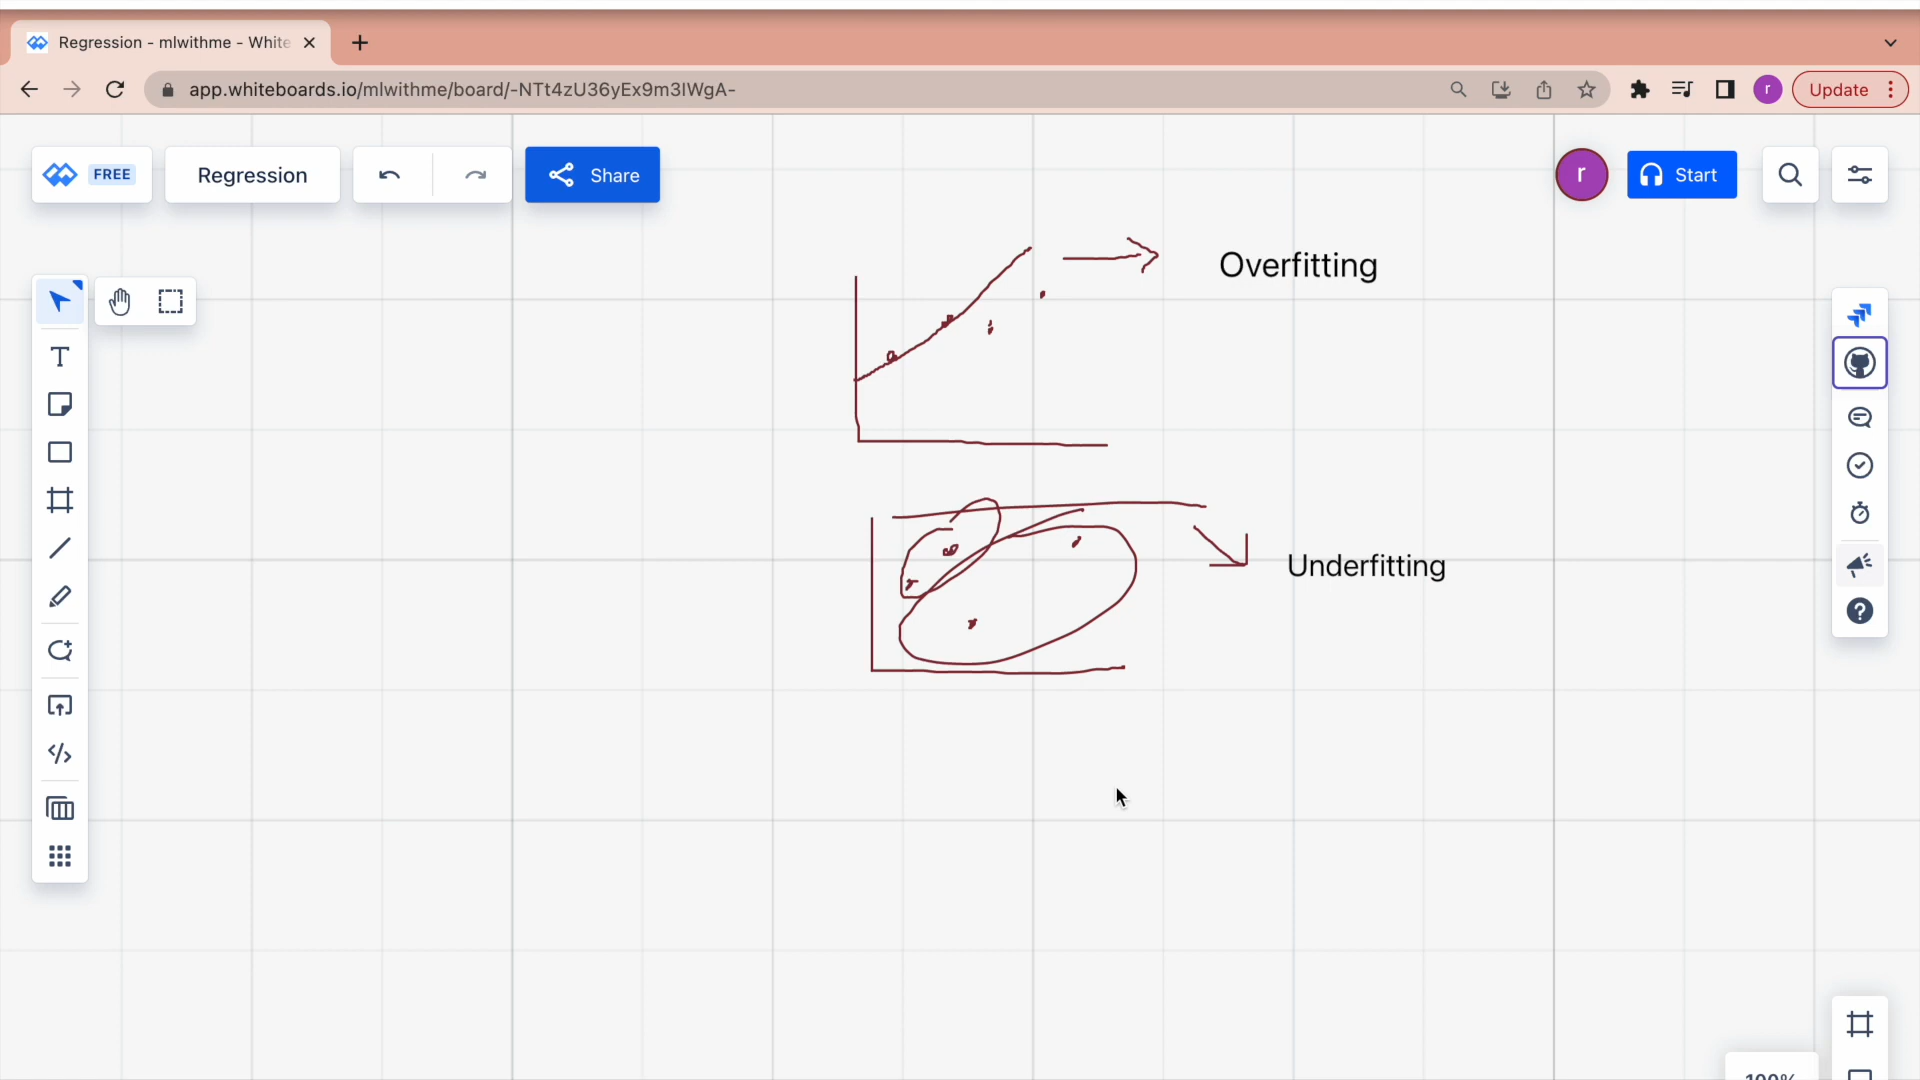 Regression - mlwithme - White
app.whiteboards.io/mlwithme/board/-NTt4zU36yEx9m3IWgA-
r
Update
FREE
Regression
Share
r
Start
Overfitting
Underfitting